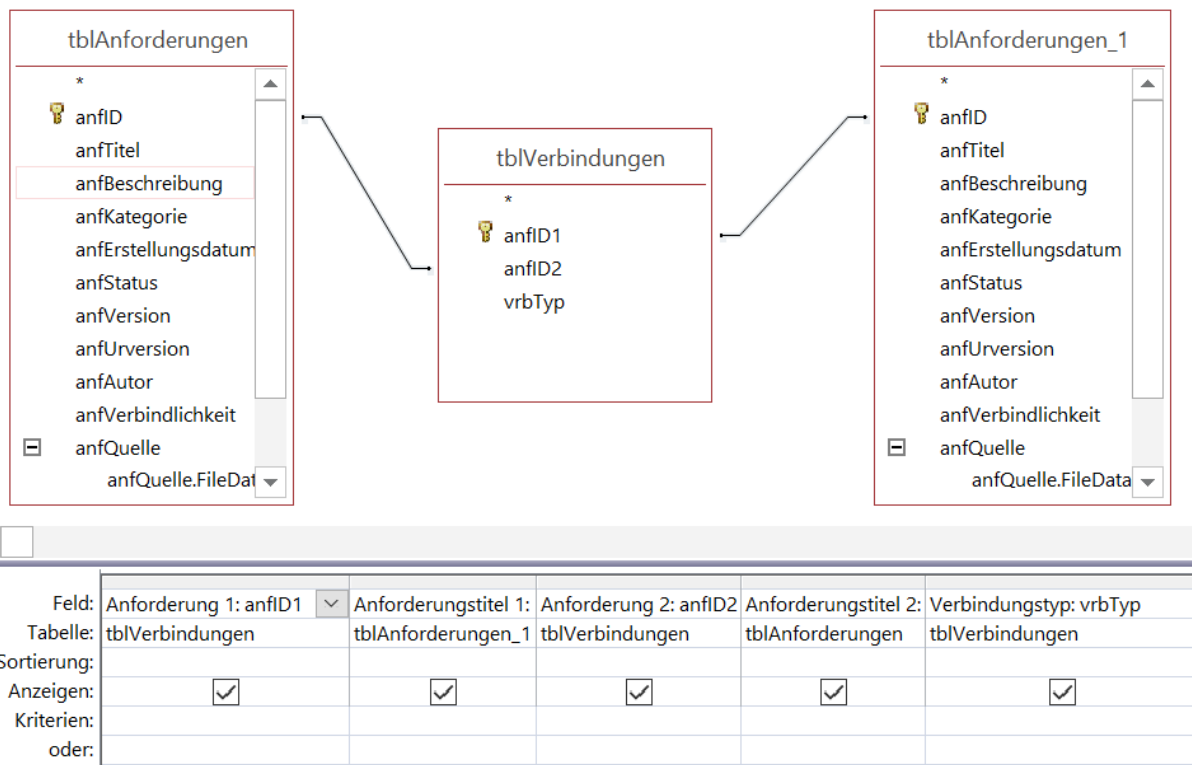 tblAnforderungen
*
anfID
anfTitel
anfBeschreibung
anfKategorie
anfErstellungsdatum
anfStatus
anfVersion
anfUrversion
anfAutor
anfVerbindlichkeit
anfQuelle
anfQuelle.FileDat
tblVerbindungen
*
anfID1
anfID2
vrbTyp
tblAnforderungen_1
*
anfID
anfTitel
anfBeschreibung
anfKategorie
anfErstellungsdatum
anfStatus
anfVersion
anfUrversion
anfAutor
anfVerbindlichkeit
anfQuelle
anfQuelle.FileData
Feld: Anforderung 1: anfID1 Anforderungstitel 1: Anforderung 2: anfID2 Anforderungstitel 2: Verbindungstyp: vrbTyp
Tabelle: tblVerbindungen tblAnforderungen_1 tblVerbindungen tblAnforderungen tblVerbindungen
Sortierung:
Anzeigen:
Kriterien:
oder: